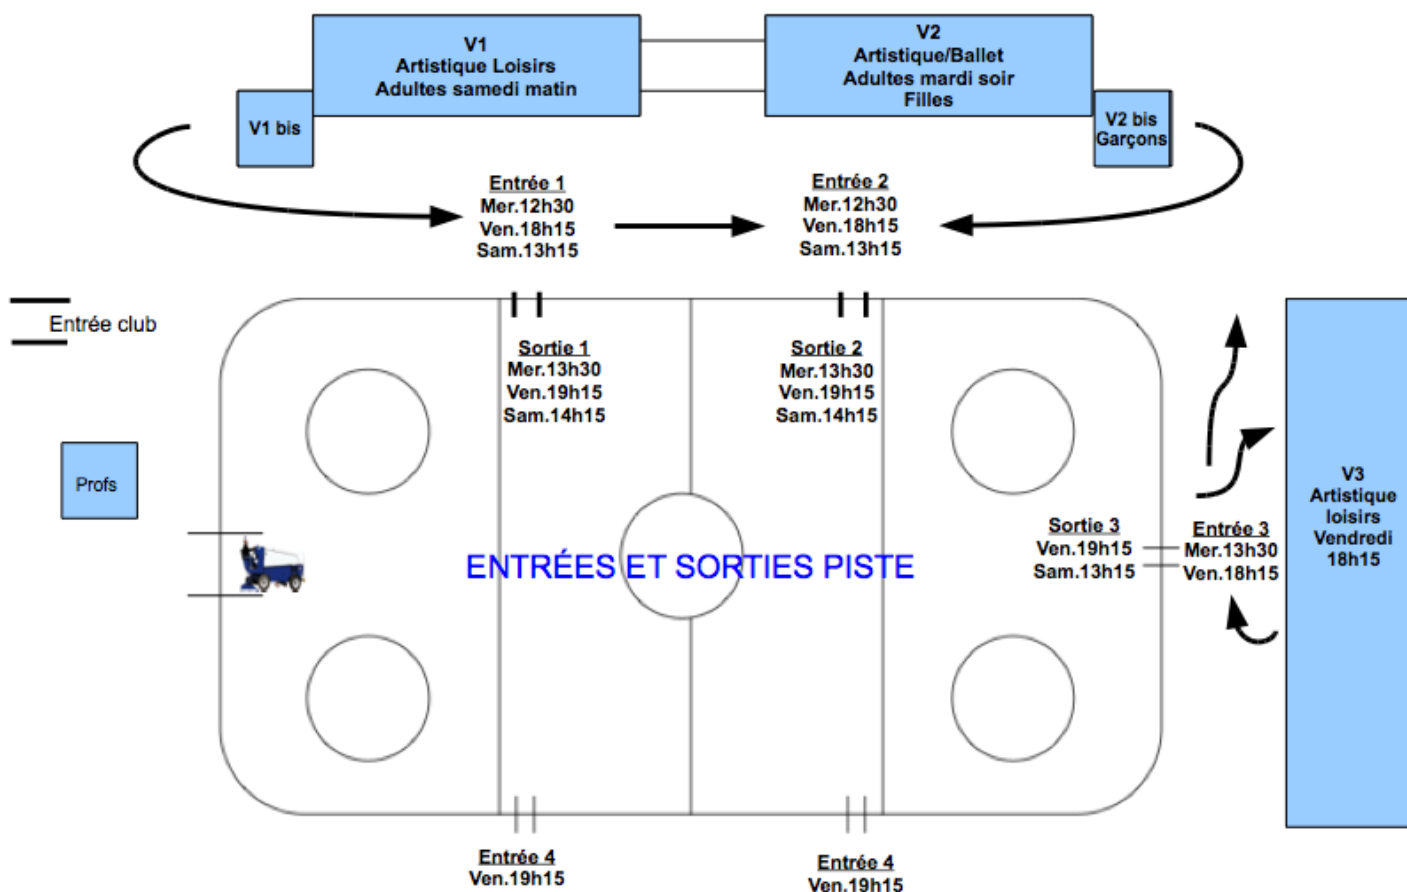 V1
Artistique Loisirs
Adultes samedi matin
V2
Artistique/Ballet
Adultes mardi soir
Filles
V1 bis
V2 bis
Garçons
Entrée 1
Mer.12h30
Ven.18h15
Sam.13h15
Entrée 2
Mer.12h30
Ven.18h15
Sam.13h15
Entrée club
Sortie 1
Mer.13h30
Ven.19h15
Sam.14h15
Sortie 2
Mer.13h30
Ven.19h15
Sam.14h15
Profs
ENTRÉES ET SORTIES PISTE
Sortie 3
Ven.19h15
Sam.13h15
Entrée 3
Mer.13h30
Ven.18h15
V3
Artistique
loisirs
Vendredi
18h15
Entrée 4
Ven.19h15
Entrée 4
Ven.19h15